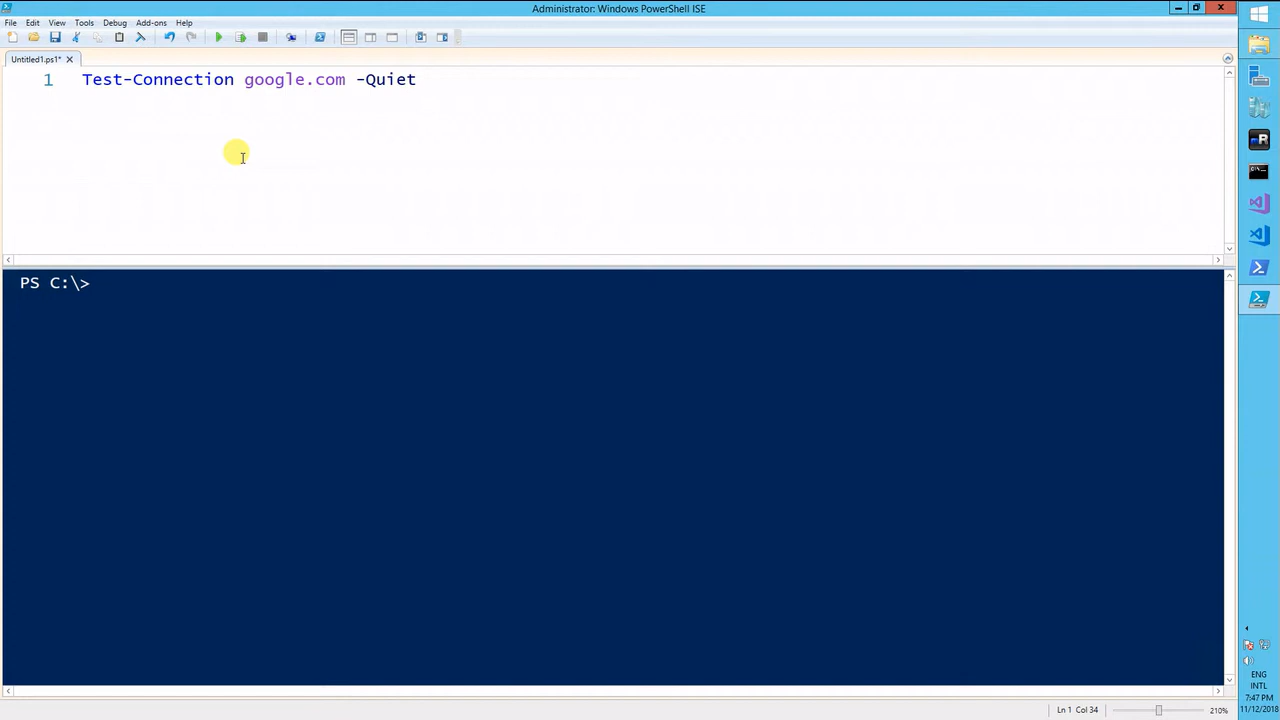 Administrator: Windows PowerShell ISE
File Edit View Tools Debug Add-ons Help
Untitled1.ps1*
1 Test-Connection google.com -Quiet
PS C:\>
ENG
INTL
7:47 PM
11/12/2018
Ln 1 Col 34 210%